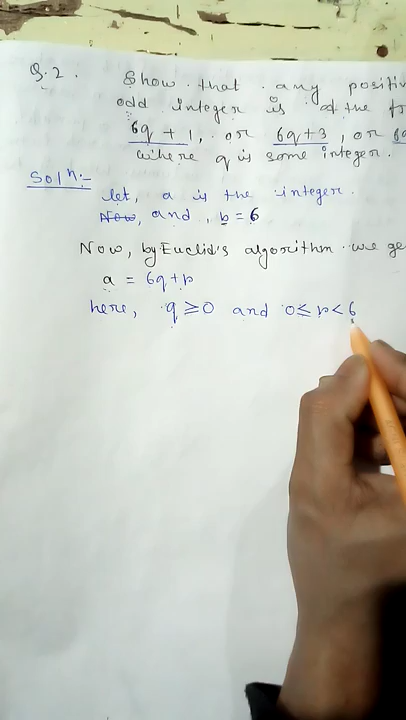 Q.2. Show that any positiv
odd integer is of the fo
6q + 1, or 6q+3, or 6q
where q is some integer.
Solⁿ:-
let, a is the integer.
Now, and, b = 6
Now, by Euclid's algorithm we ge
a = 6q+r
here, q ≥ 0 and 0 ≤ r < 6